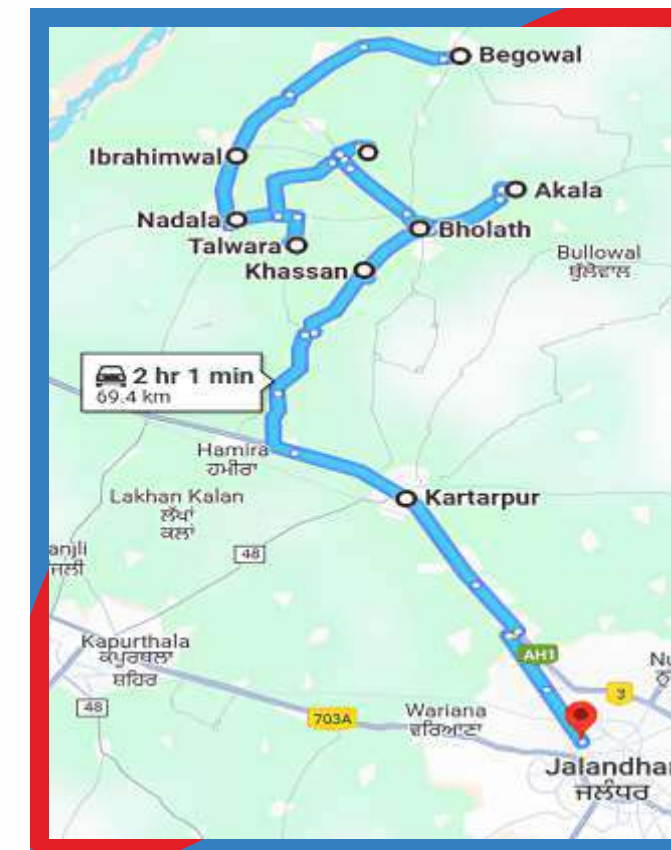 Begowal
Ibrahimwal
Akala
Nadala
Bholath
Talwara
Bullowal
Khassan
ਬੁੱਲੋਵਾਲ
2 hr 1 min
69.4 km
Hamira
ਹਮੀਰਾ
Lakhan Kalan
ਲੱਖਾਂ
ਕਲਾਂ
Kartarpur
anjli
ਜਲੀ
48
Kapurthala
ਕਪੂਰਥਲਾ
ਸ਼ਹਿਰ
AH1
Nu
3
48
703A
Wariana
ਵਰਿਆਣਾ
Jalandhar
ਜਲੰਧਰ